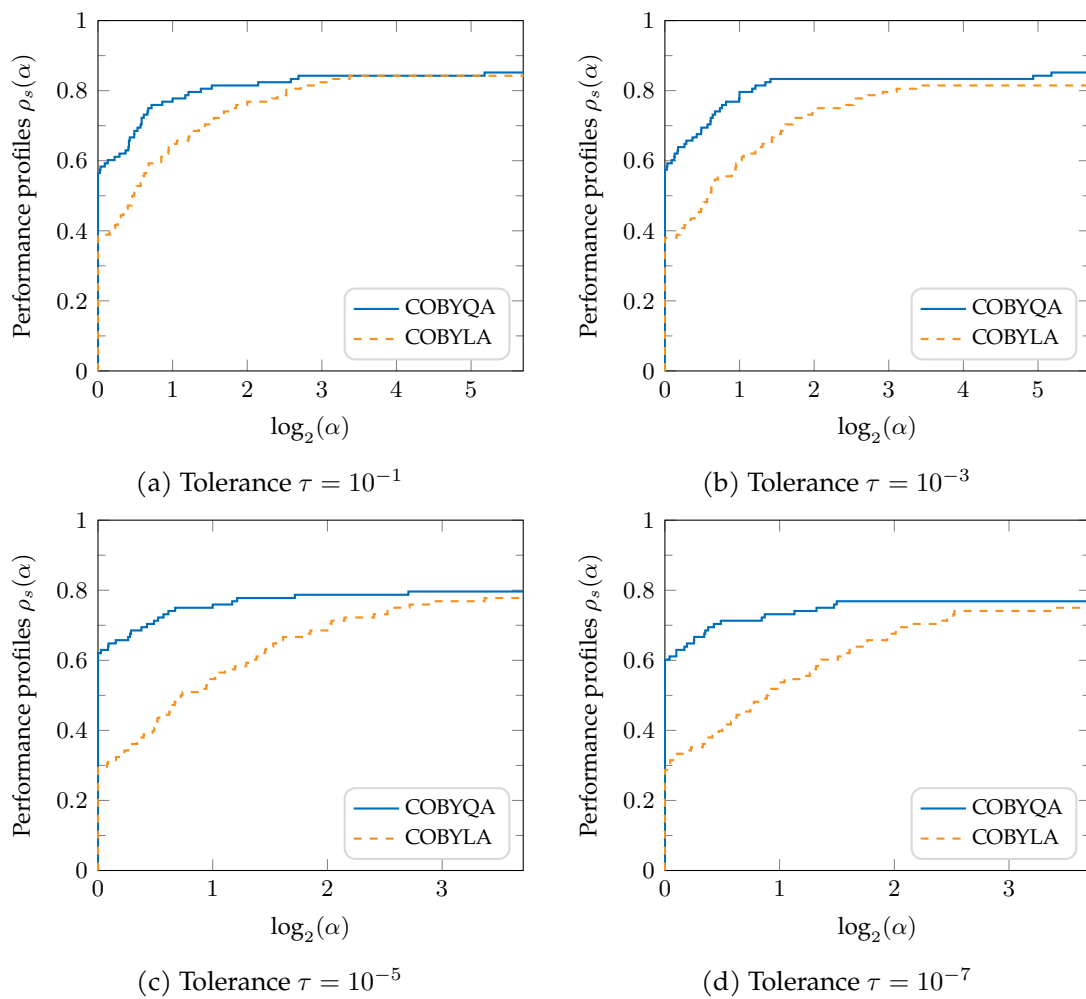 Performance profiles ρₛ(α)
1
0.8
0.6
0.4
0.2
0
0 1 2 3 4 5
log₂(α)
COBYQA
COBYLA
(a) Tolerance τ = 10⁻¹
Performance profiles ρₛ(α)
1
0.8
0.6
0.4
0.2
0
0 1 2 3 4 5
log₂(α)
COBYQA
COBYLA
(b) Tolerance τ = 10⁻³
Performance profiles ρₛ(α)
1
0.8
0.6
0.4
0.2
0
0 1 2 3
log₂(α)
COBYQA
COBYLA
(c) Tolerance τ = 10⁻⁵
Performance profiles ρₛ(α)
1
0.8
0.6
0.4
0.2
0
0 1 2 3
log₂(α)
COBYQA
COBYLA
(d) Tolerance τ = 10⁻⁷